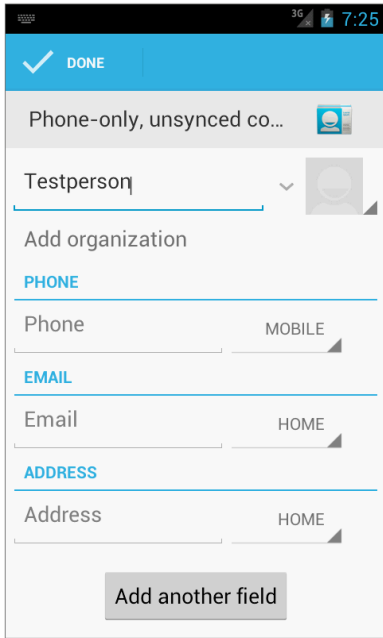 3G 7:25
DONE
Phone-only, unsynced co...
Testperson
Add organization
PHONE
Phone MOBILE
EMAIL
Email HOME
ADDRESS
Address HOME
Add another field